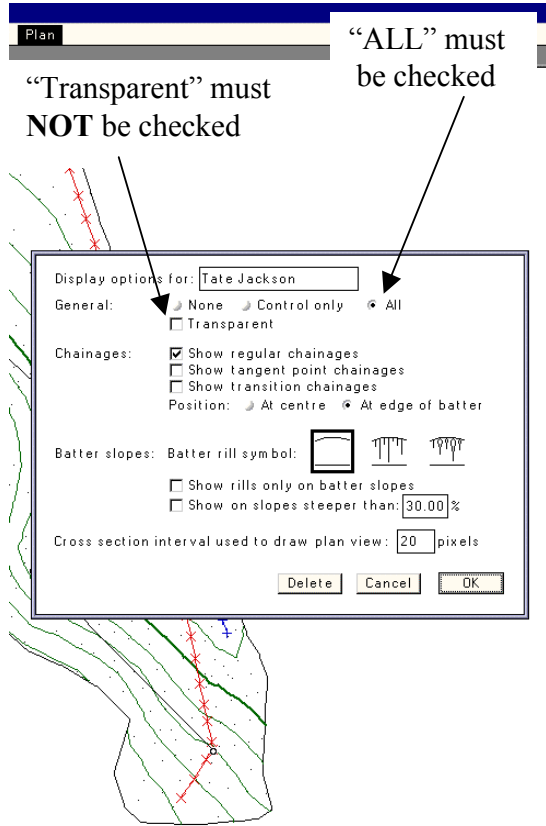 Plan
“ALL” must
be checked
“Transparent” must
NOT be checked
Display options for: Tate Jackson
General: None Control only All
Transparent
Chainages: Show regular chainages
Show tangent point chainages
Show transition chainages
Position: At centre At edge of batter
Batter slopes: Batter rill symbol:
Show rills only on batter slopes
Show on slopes steeper than: 30.00 %
Cross section interval used to draw plan view: 20 pixels
Delete Cancel OK